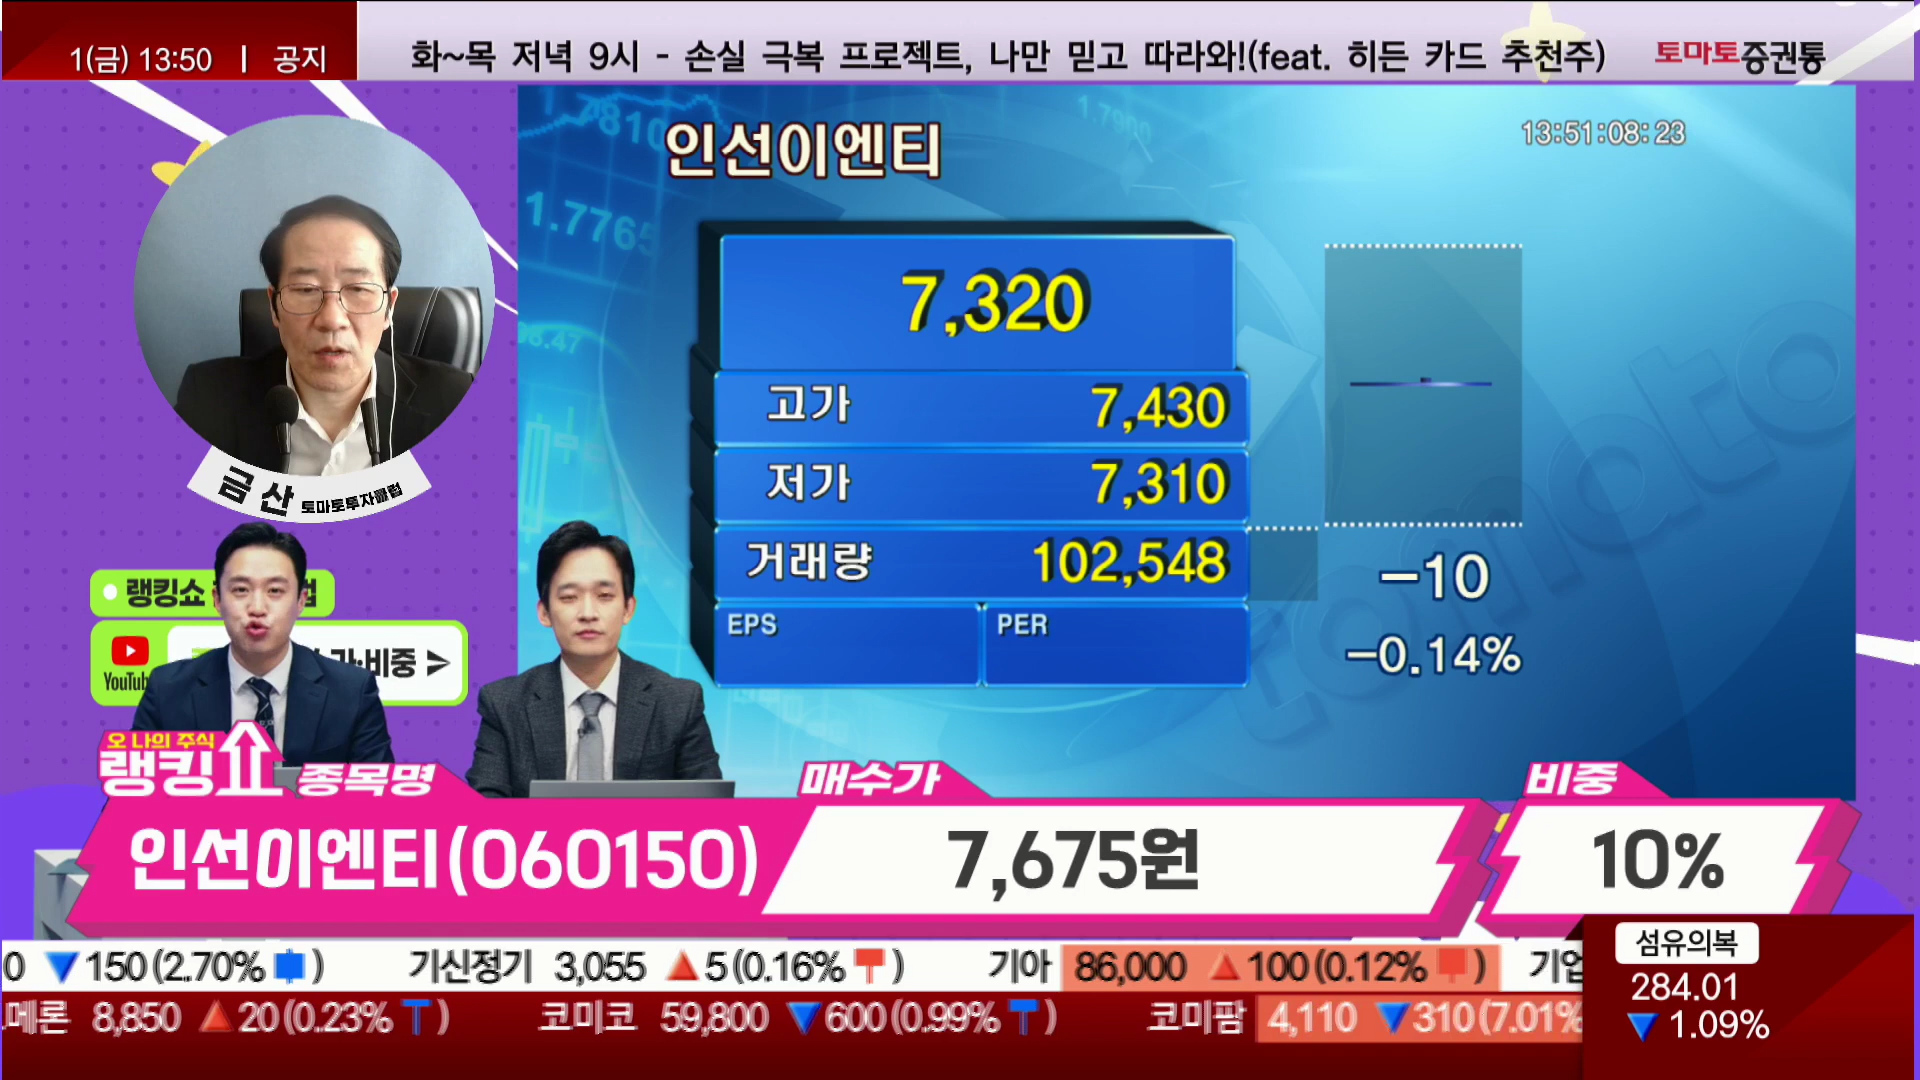 1(금) 13:50 | 공지
화~목 저녁 9시 - 손실 극복 프로젝트, 나만 믿고 따라와!(feat. 히든 카드 추천주)
토마토증권통
인선이엔티
13:51:08:23
7,320
고가 7,430
저가 7,310
거래량 102,548
EPS PER
-10
-0.14%
1.7765
tomato
금산 토마토투자클럽
랭킹쇼
YouTube
비중 >
오 나의 주식
랭킹쇼
종목명 매수가 비중
인선이엔티(060150) 7,675원 10%
0 ▼150(2.70%) 기신정기 3,055 ▲5(0.16%) 기아 86,000 ▲100(0.12%) 기업
메론 8,850 ▲20(0.23%) 코미코 59,800 ▼600(0.99%) 코미팜 4,110 ▼310(7.01%
섬유의복
284.01
▼ 1.09%